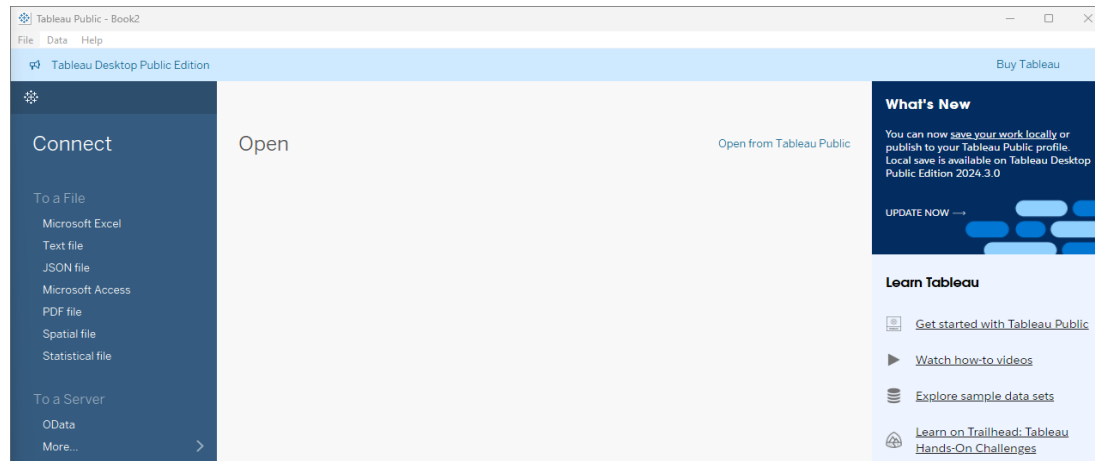 Tableau Public - Book2
File Data Help
Tableau Desktop Public Edition
Buy Tableau
Connect
To a File
Microsoft Excel
Text file
JSON file
Microsoft Access
PDF file
Spatial file
Statistical file
To a Server
OData
More...
Open
Open from Tableau Public
What's New
You can now save your work locally or
publish to your Tableau Public profile.
Local save is available on Tableau Desktop
Public Edition 2024.3.0
UPDATE NOW →
Learn Tableau
Get started with Tableau Public
Watch how-to videos
Explore sample data sets
Learn on Trailhead: Tableau
Hands-On Challenges